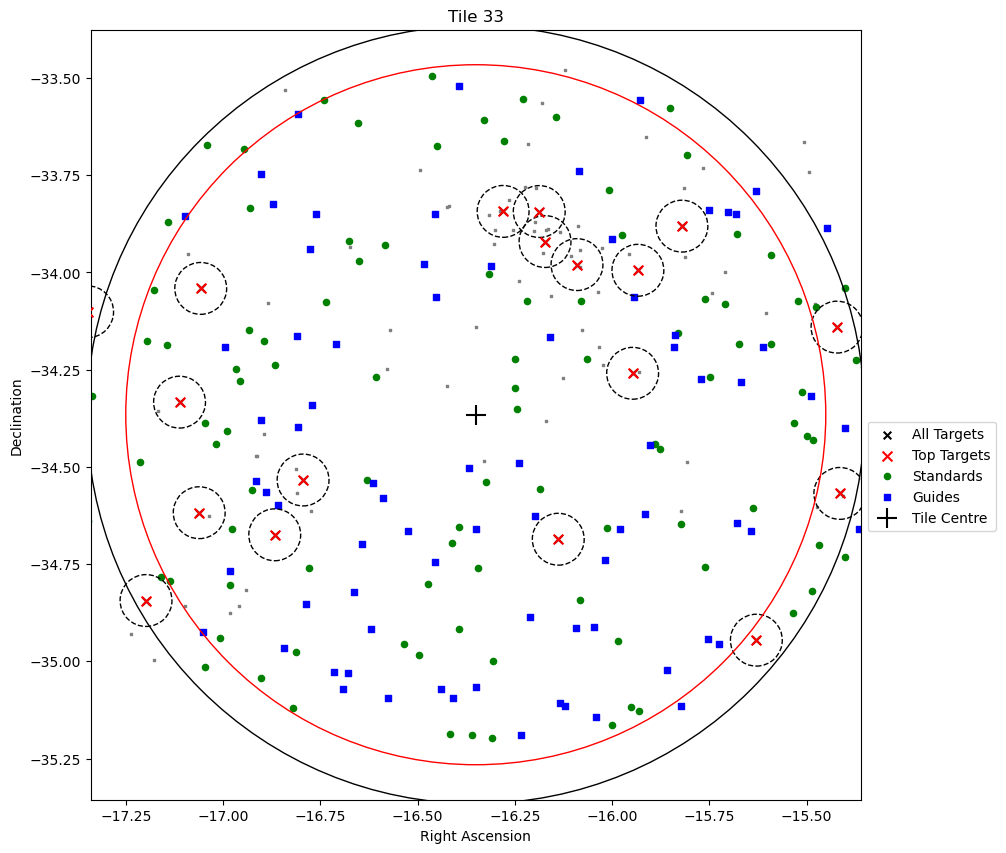 Tile 33
−33.50
−33.75
−34.00
−34.25
−34.50
−34.75
−35.00
−35.25
Declination
−17.25 −17.00 −16.75 −16.50 −16.25 −16.00 −15.75 −15.50
Right Ascension
All Targets
Top Targets
Standards
Guides
Tile Centre